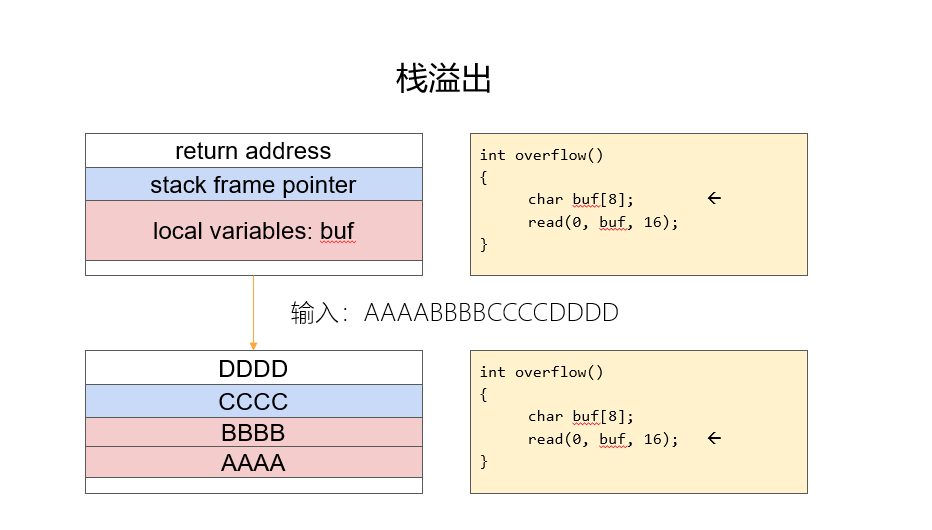 栈溢出
return address
stack frame pointer
local variables: buf
int overflow()
{
char buf[8]; ←
read(0, buf, 16);
}
输入：AAAABBBBCCCCDDDD
DDDD
CCCC
BBBB
AAAA
int overflow()
{
char buf[8];
read(0, buf, 16); ←
}